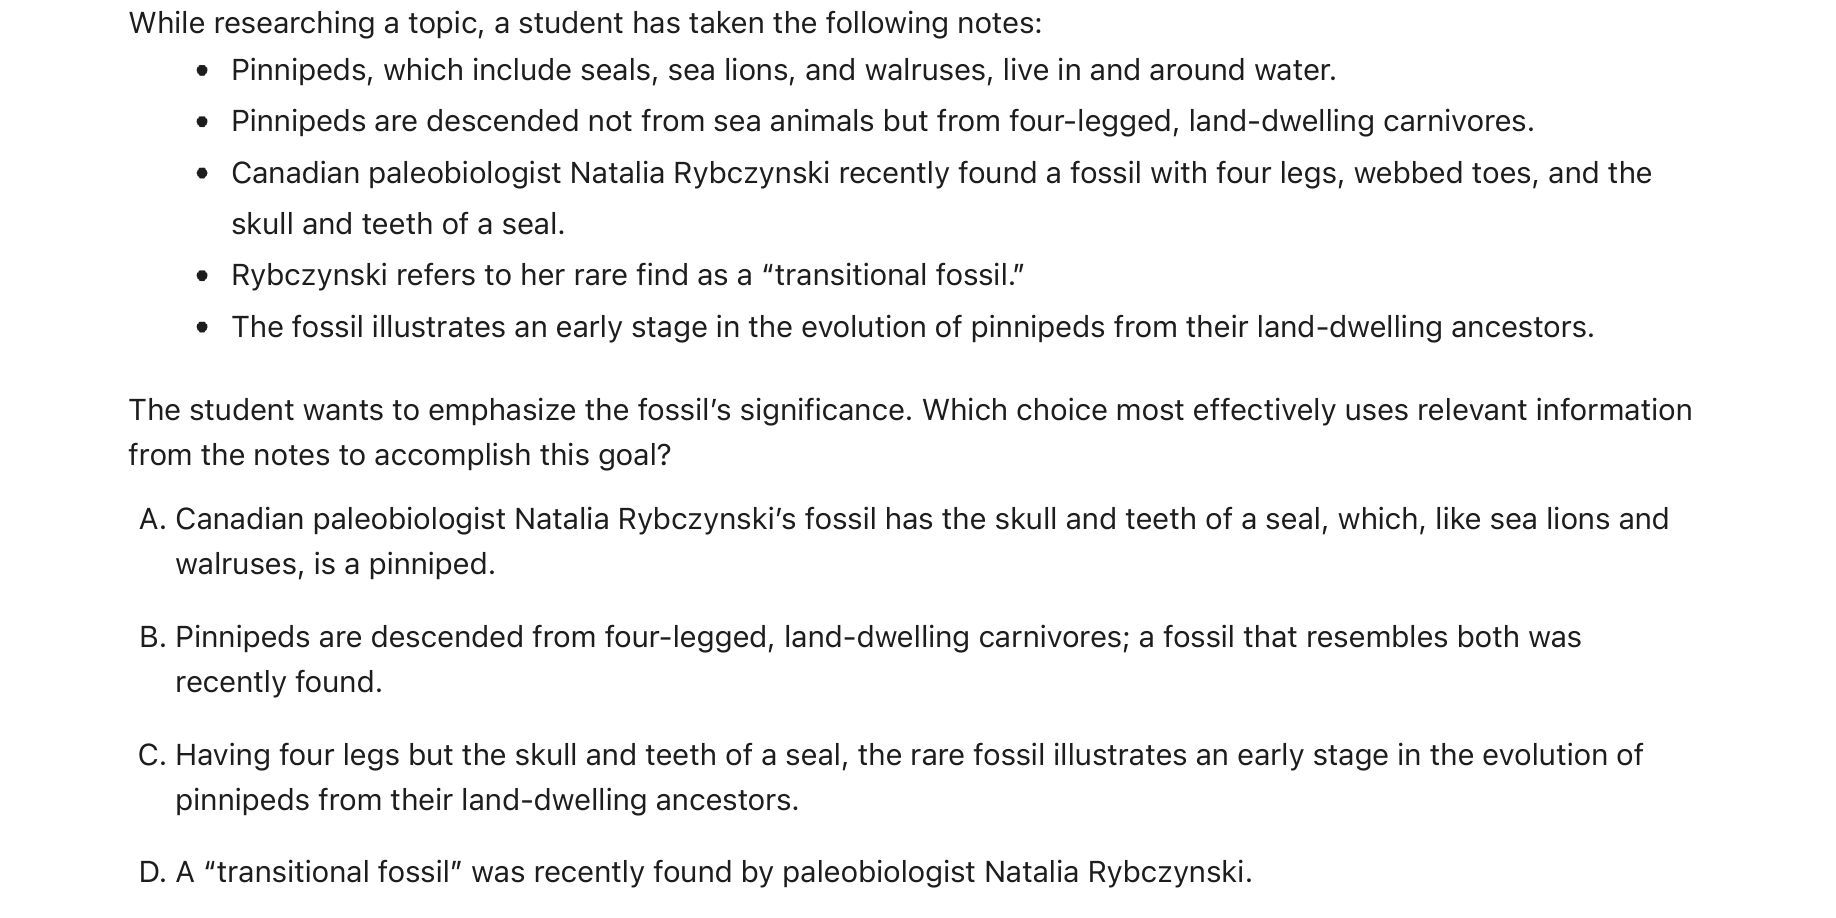 While researching a topic, a student has taken the following notes:
• Pinnipeds, which include seals, sea lions, and walruses, live in and around water.
• Pinnipeds are descended not from sea animals but from four-legged, land-dwelling carnivores.
• Canadian paleobiologist Natalia Rybczynski recently found a fossil with four legs, webbed toes, and the
skull and teeth of a seal.
• Rybczynski refers to her rare find as a “transitional fossil.”
• The fossil illustrates an early stage in the evolution of pinnipeds from their land-dwelling ancestors.
The student wants to emphasize the fossil’s significance. Which choice most effectively uses relevant information
from the notes to accomplish this goal?
A. Canadian paleobiologist Natalia Rybczynski’s fossil has the skull and teeth of a seal, which, like sea lions and
walruses, is a pinniped.
B. Pinnipeds are descended from four-legged, land-dwelling carnivores; a fossil that resembles both was
recently found.
C. Having four legs but the skull and teeth of a seal, the rare fossil illustrates an early stage in the evolution of
pinnipeds from their land-dwelling ancestors.
D. A “transitional fossil” was recently found by paleobiologist Natalia Rybczynski.